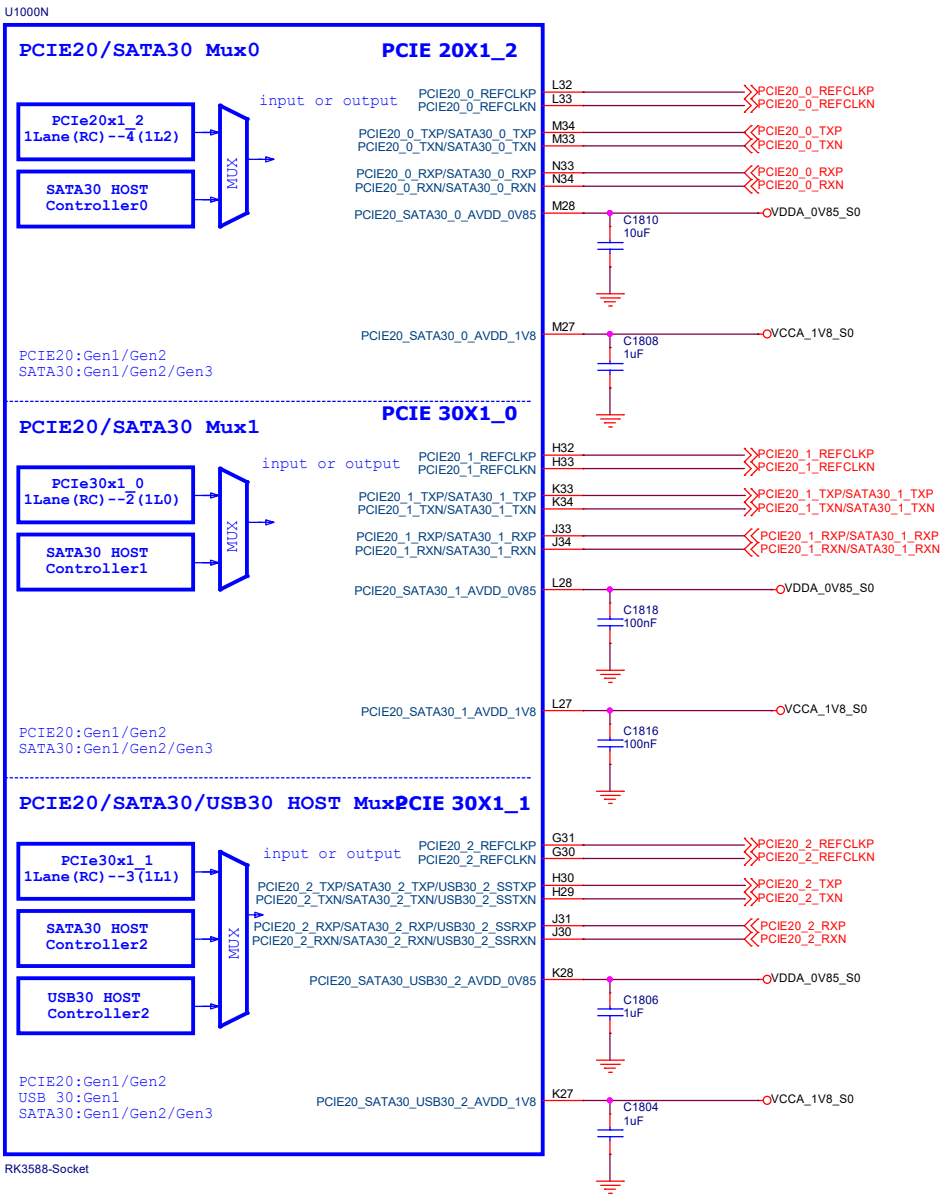 U1000N
PCIE20/SATA30 Mux0
PCIE 20X1_2
input or output
PCIe20x1_2
1Lane(RC)--4(1L2)
SATA30 HOST
Controller0
MUX
PCIE20_0_REFCLKP L32 PCIE20_0_REFCLKP
PCIE20_0_REFCLKN L33 PCIE20_0_REFCLKN
PCIE20_0_TXP/SATA30_0_TXP M34 PCIE20_0_TXP
PCIE20_0_TXN/SATA30_0_TXN M33 PCIE20_0_TXN
PCIE20_0_RXP/SATA30_0_RXP N33 PCIE20_0_RXP
PCIE20_0_RXN/SATA30_0_RXN N34 PCIE20_0_RXN
PCIE20_SATA30_0_AVDD_0V85 M28 VDDA_0V85_S0
C1810
10uF
PCIE20_SATA30_0_AVDD_1V8 M27 VCCA_1V8_S0
C1808
1uF
PCIE20:Gen1/Gen2
SATA30:Gen1/Gen2/Gen3
PCIE20/SATA30 Mux1
PCIE 30X1_0
input or output
PCIe30x1_0
1Lane(RC)--2(1L0)
SATA30 HOST
Controller1
MUX
PCIE20_1_REFCLKP H32 PCIE20_1_REFCLKP
PCIE20_1_REFCLKN H33 PCIE20_1_REFCLKN
PCIE20_1_TXP/SATA30_1_TXP K33 PCIE20_1_TXP/SATA30_1_TXP
PCIE20_1_TXN/SATA30_1_TXN K34 PCIE20_1_TXN/SATA30_1_TXN
PCIE20_1_RXP/SATA30_1_RXP J33 PCIE20_1_RXP/SATA30_1_RXP
PCIE20_1_RXN/SATA30_1_RXN J34 PCIE20_1_RXN/SATA30_1_RXN
PCIE20_SATA30_1_AVDD_0V85 L28 VDDA_0V85_S0
C1818
100nF
PCIE20_SATA30_1_AVDD_1V8 L27 VCCA_1V8_S0
C1816
100nF
PCIE20:Gen1/Gen2
SATA30:Gen1/Gen2/Gen3
PCIE20/SATA30/USB30 HOST Mux2
PCIE 30X1_1
input or output
PCIe30x1_1
1Lane(RC)--3(1L1)
SATA30 HOST
Controller2
USB30 HOST
Controller2
MUX
PCIE20_2_REFCLKP G31 PCIE20_2_REFCLKP
PCIE20_2_REFCLKN G30 PCIE20_2_REFCLKN
PCIE20_2_TXP/SATA30_2_TXP/USB30_2_SSTXP H30 PCIE20_2_TXP
PCIE20_2_TXN/SATA30_2_TXN/USB30_2_SSTXN H29 PCIE20_2_TXN
PCIE20_2_RXP/SATA30_2_RXP/USB30_2_SSRXP J31 PCIE20_2_RXP
PCIE20_2_RXN/SATA30_2_RXN/USB30_2_SSRXN J30 PCIE20_2_RXN
PCIE20_SATA30_USB30_2_AVDD_0V85 K28 VDDA_0V85_S0
C1806
1uF
PCIE20_SATA30_USB30_2_AVDD_1V8 K27 VCCA_1V8_S0
C1804
1uF
PCIE20:Gen1/Gen2
USB 30:Gen1
SATA30:Gen1/Gen2/Gen3
RK3588-Socket